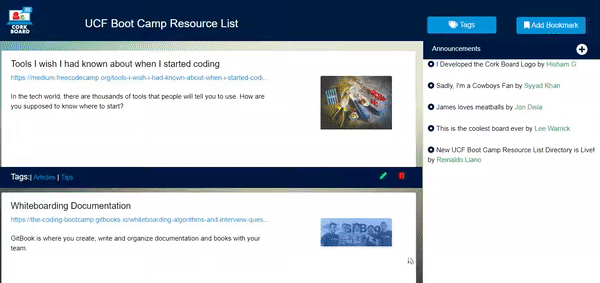 CORK
BOARD
UCF Boot Camp Resource List
Tags
Add Bookmark
Tools I wish I had known about when I started coding
https://medium.freecodecamp.org/tools-i-wish-i-had-known-about-when-i-started-codi...
In the tech world, there are thousands of tools that people will tell you to use. How are
you supposed to know where to start?
Tags:| Articles | Tips
Whiteboarding Documentation
https://the-coding-bootcamp.gitbooks.io/whiteboarding-algorithms-and-interview-ques...
GitBook is where you create, write and organize documentation and books with your
team.
GitBook
Announcements
I Developed the Cork Board Logo by Hisham G
Sadly, I'm a Cowboys Fan by Syyad Khan
James loves meatballs by Jon DeJia
This is the coolest board ever by Lee Warrick
New UCF Boot Camp Resource List Directory is Live!
by Reinaldo Llano